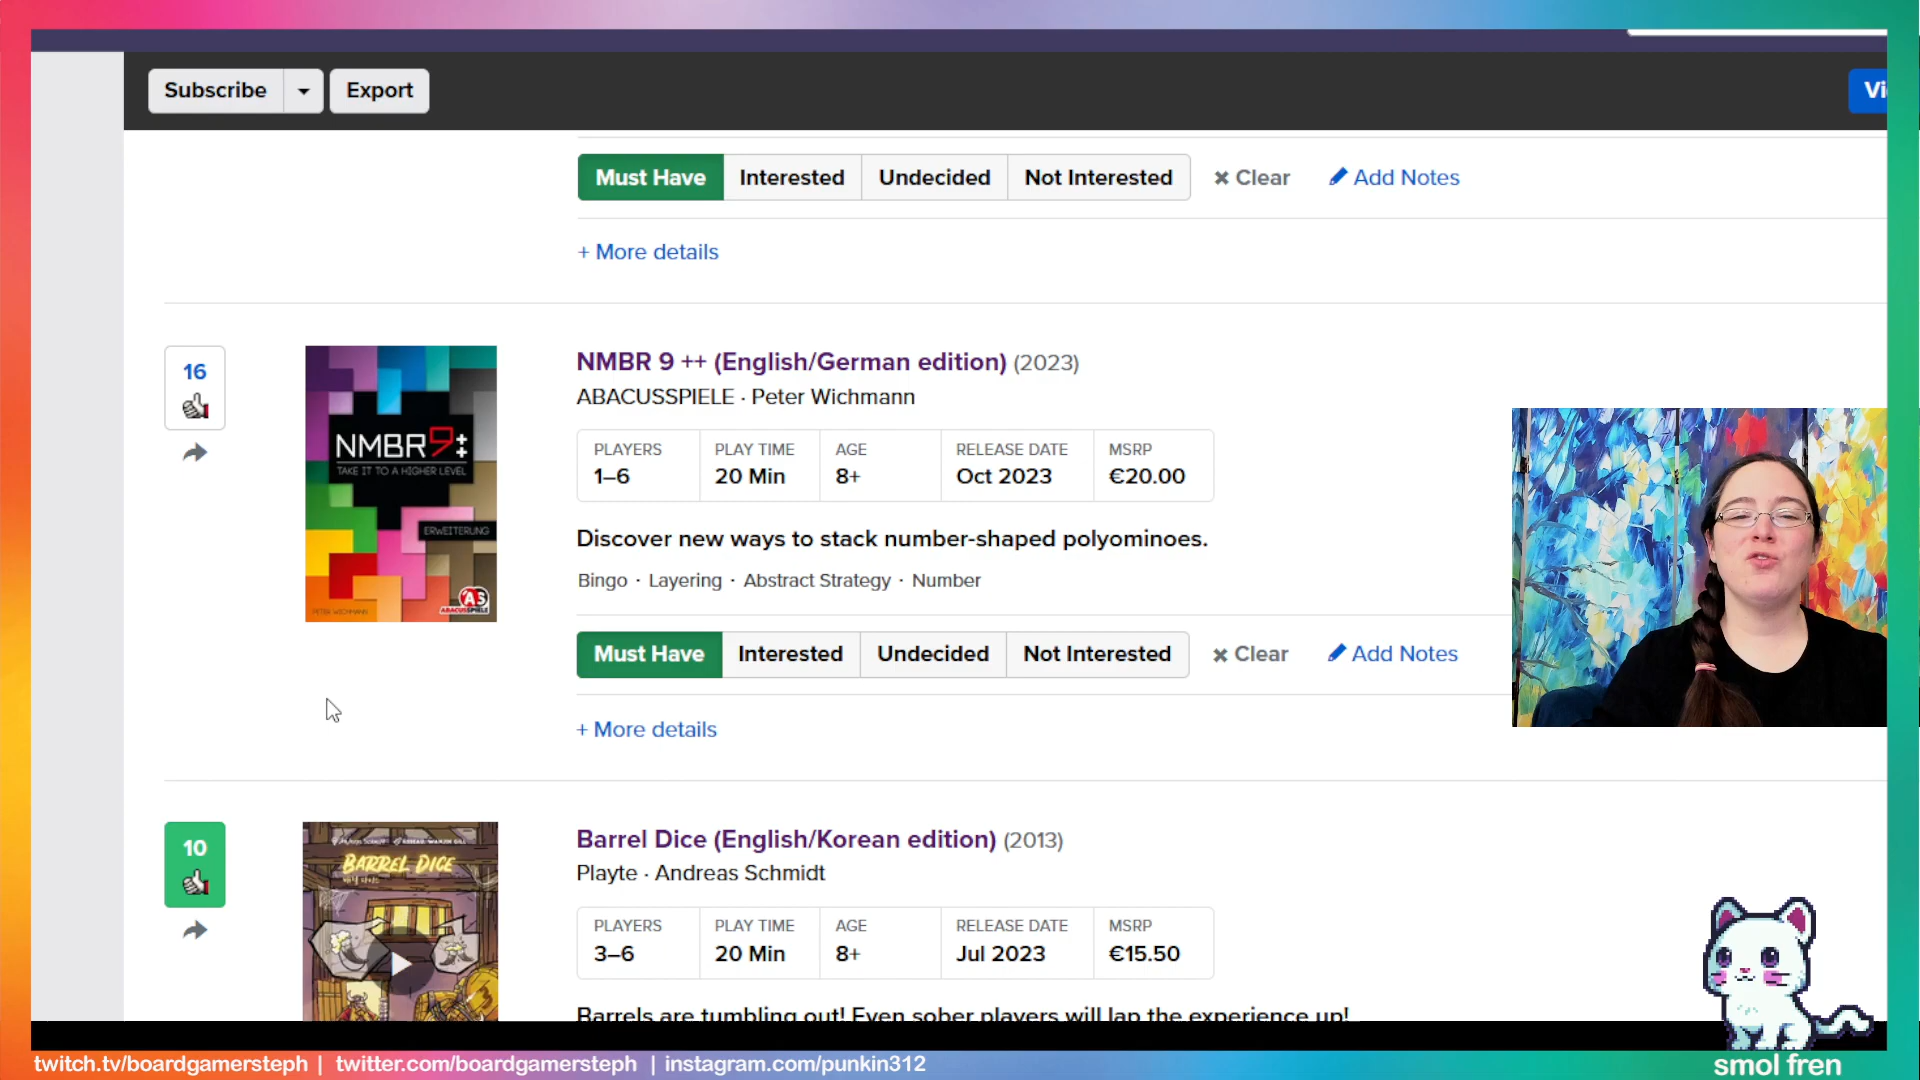 Subscribe
Export
Vi
Must Have
Interested
Undecided
Not Interested
Clear
Add Notes
+ More details
16
NMBR 9 ++ (English/German edition) (2023)
ABACUSSPIELE · Peter Wichmann
PLAYERS
1–6
PLAY TIME
20 Min
AGE
8+
RELEASE DATE
Oct 2023
MSRP
€20.00
Discover new ways to stack number-shaped polyominoes.
Bingo · Layering · Abstract Strategy · Number
NMBR9++
TAKE IT TO A HIGHER LEVEL
ERWEITERUNG
PETER WICHMANN
AS
ABACUSSPIELE
Must Have
Interested
Undecided
Not Interested
Clear
Add Notes
+ More details
10
BARREL DICE
Barrel Dice (English/Korean edition) (2013)
Playte · Andreas Schmidt
PLAYERS
3–6
PLAY TIME
20 Min
AGE
8+
RELEASE DATE
Jul 2023
MSRP
€15.50
Barrels are tumbling out! Even sober players will lap the experience up!
twitch.tv/boardgamersteph | twitter.com/boardgamersteph | instagram.com/punkin312
smol fren